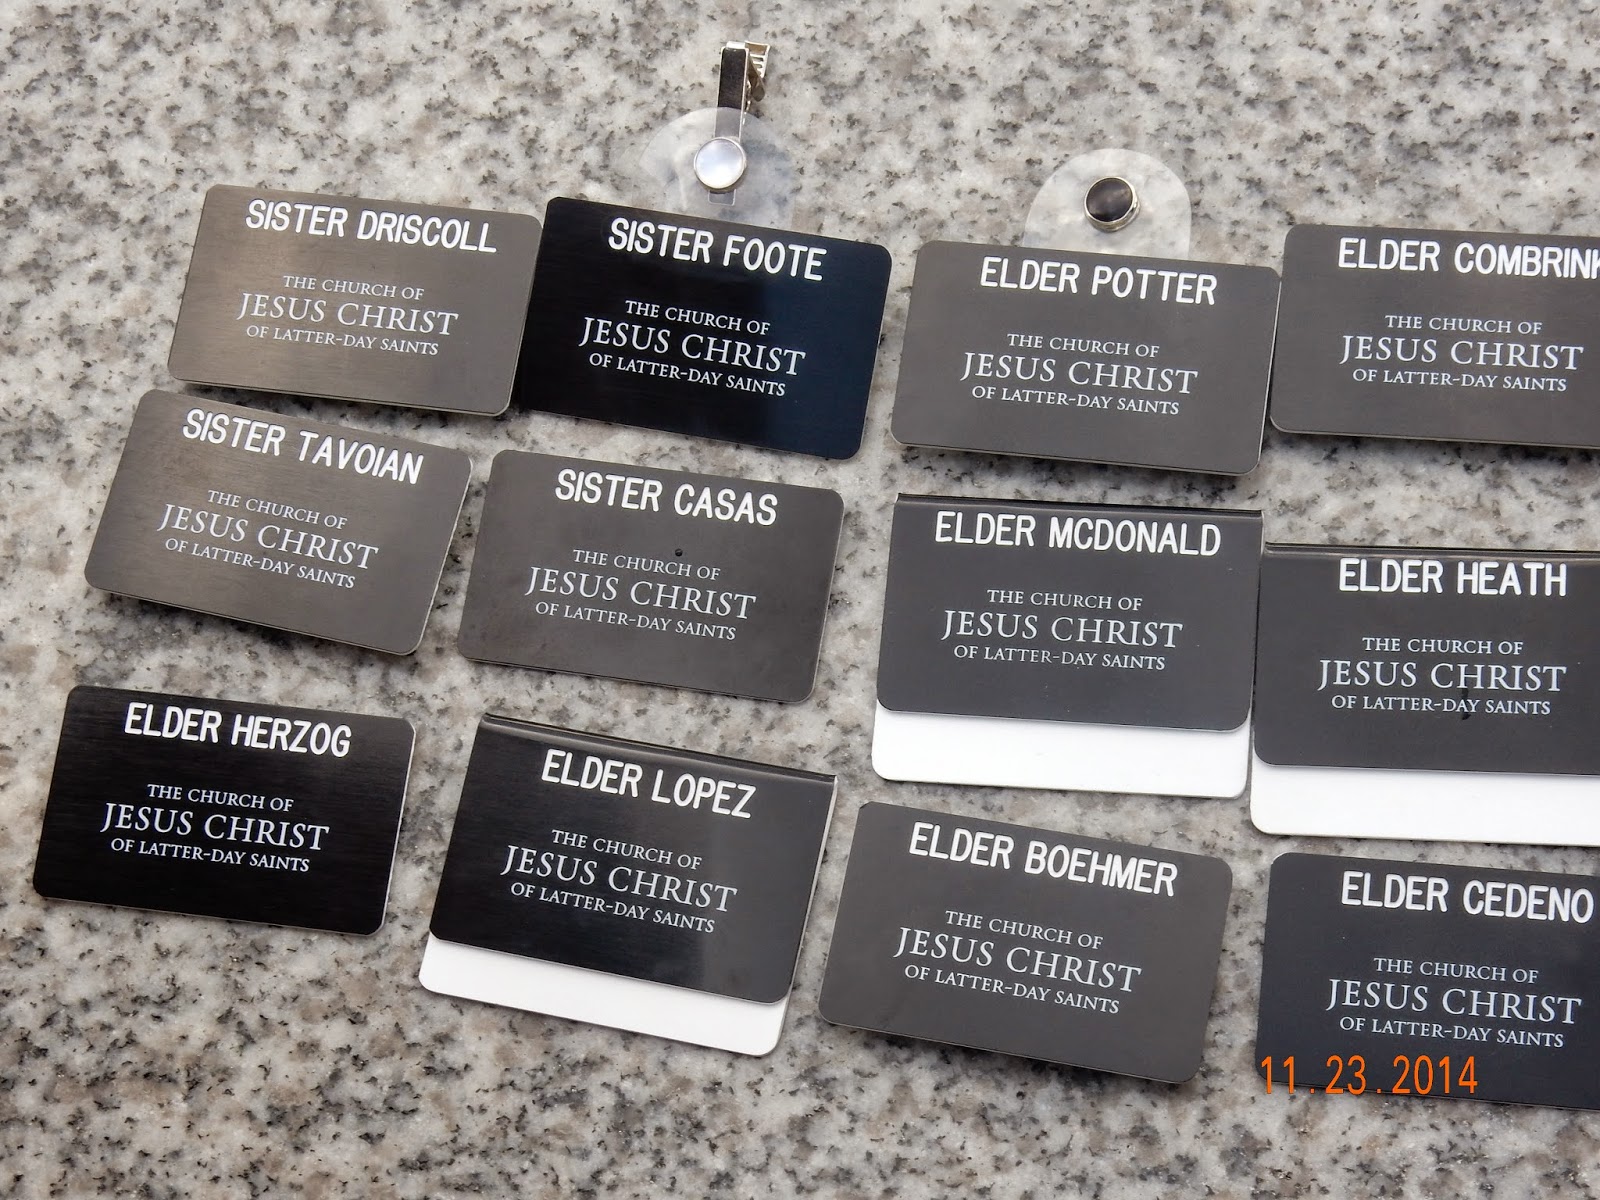 SISTER DRISCOLL
THE CHURCH OF
JESUS CHRIST
OF LATTER-DAY SAINTS
SISTER FOOTE
THE CHURCH OF
JESUS CHRIST
OF LATTER-DAY SAINTS
ELDER POTTER
THE CHURCH OF
JESUS CHRIST
OF LATTER-DAY SAINTS
ELDER COMBRINK
THE CHURCH OF
JESUS CHRIST
OF LATTER-DAY SAINTS
SISTER TAVOIAN
THE CHURCH OF
JESUS CHRIST
OF LATTER-DAY SAINTS
SISTER CASAS
THE CHURCH OF
JESUS CHRIST
OF LATTER-DAY SAINTS
ELDER MCDONALD
THE CHURCH OF
JESUS CHRIST
OF LATTER-DAY SAINTS
ELDER HEATH
THE CHURCH OF
JESUS CHRIST
OF LATTER-DAY SAINTS
ELDER HERZOG
THE CHURCH OF
JESUS CHRIST
OF LATTER-DAY SAINTS
ELDER LOPEZ
THE CHURCH OF
JESUS CHRIST
OF LATTER-DAY SAINTS
ELDER BOEHMER
THE CHURCH OF
JESUS CHRIST
OF LATTER-DAY SAINTS
ELDER CEDENO
THE CHURCH OF
JESUS CHRIST
OF LATTER-DAY SAINTS
11.23.2014